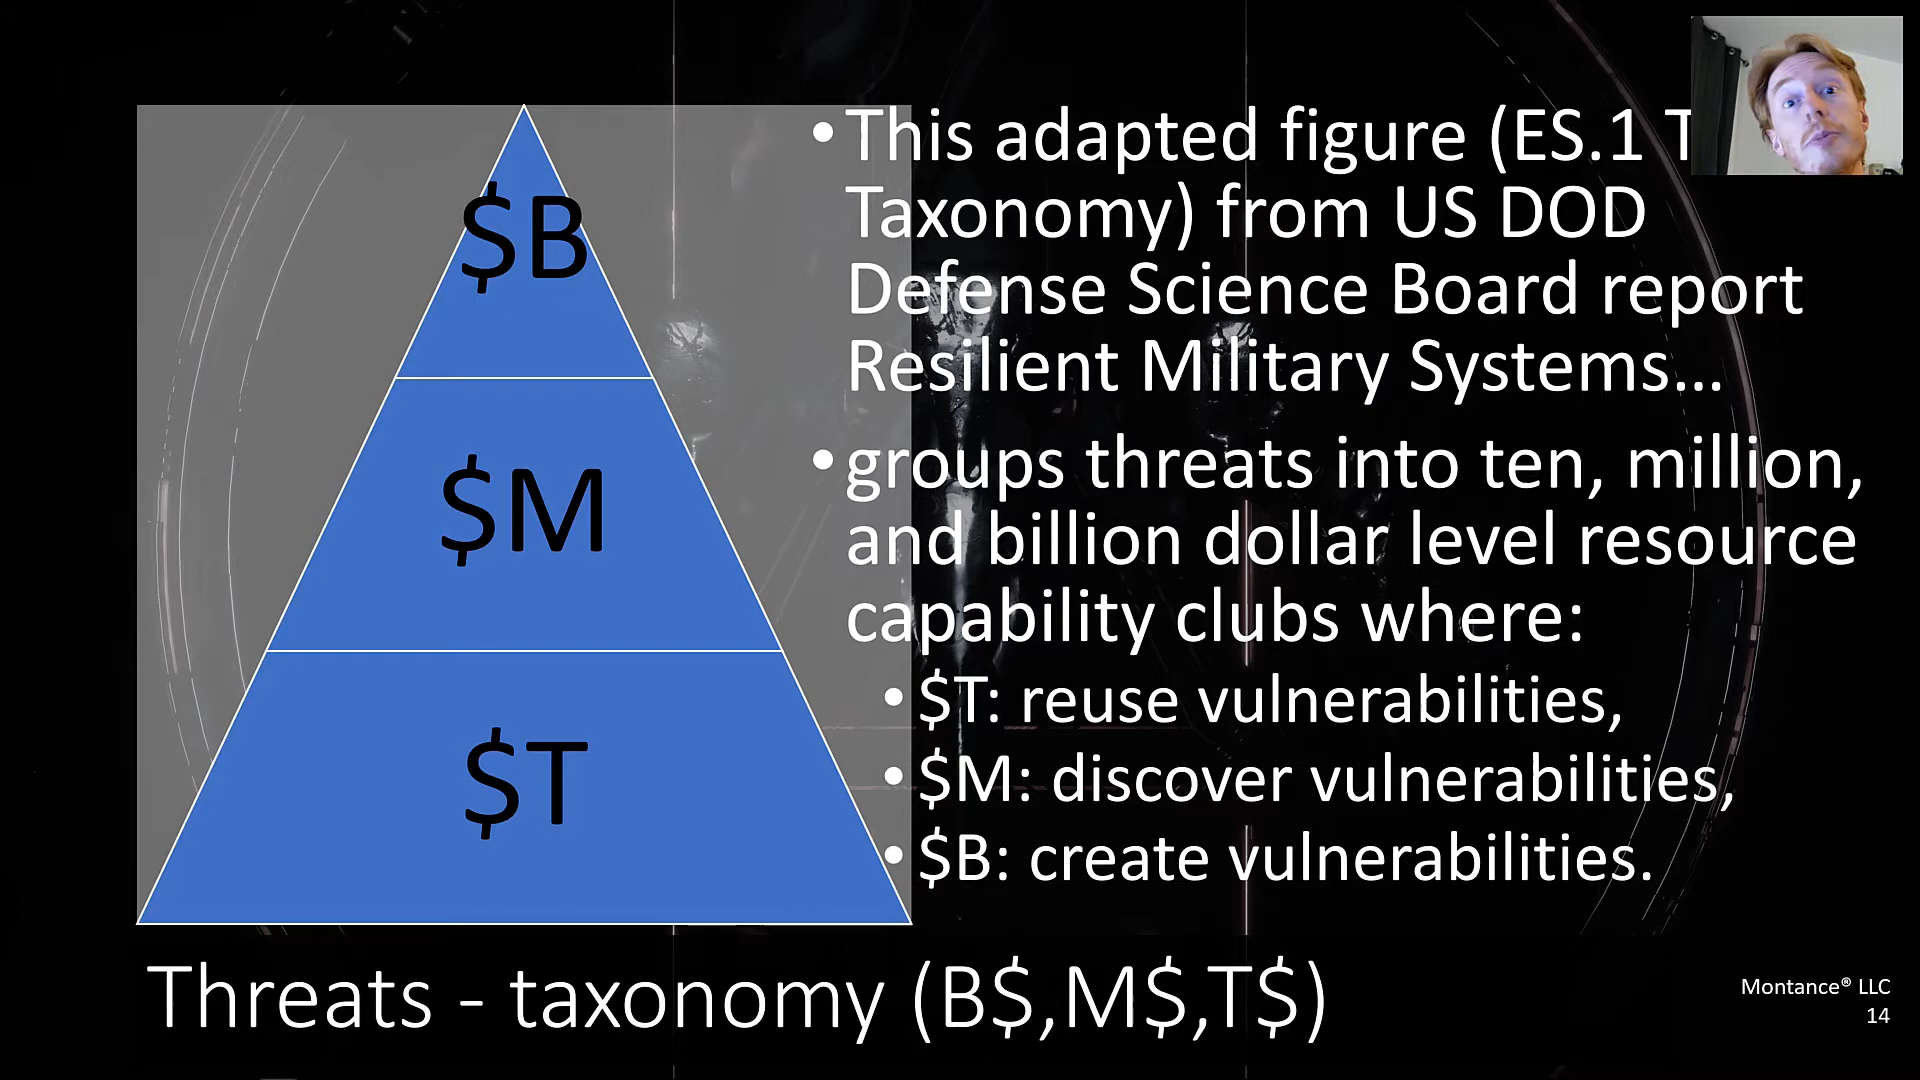 $B
$M
$T
•This adapted figure (ES.1 T
Taxonomy) from US DOD
Defense Science Board report
Resilient Military Systems…
•groups threats into ten, million,
and billion dollar level resource
capability clubs where:
•$T: reuse vulnerabilities,
•$M: discover vulnerabilities,
•$B: create vulnerabilities.
Threats - taxonomy (B$,M$,T$)
Montance® LLC
14